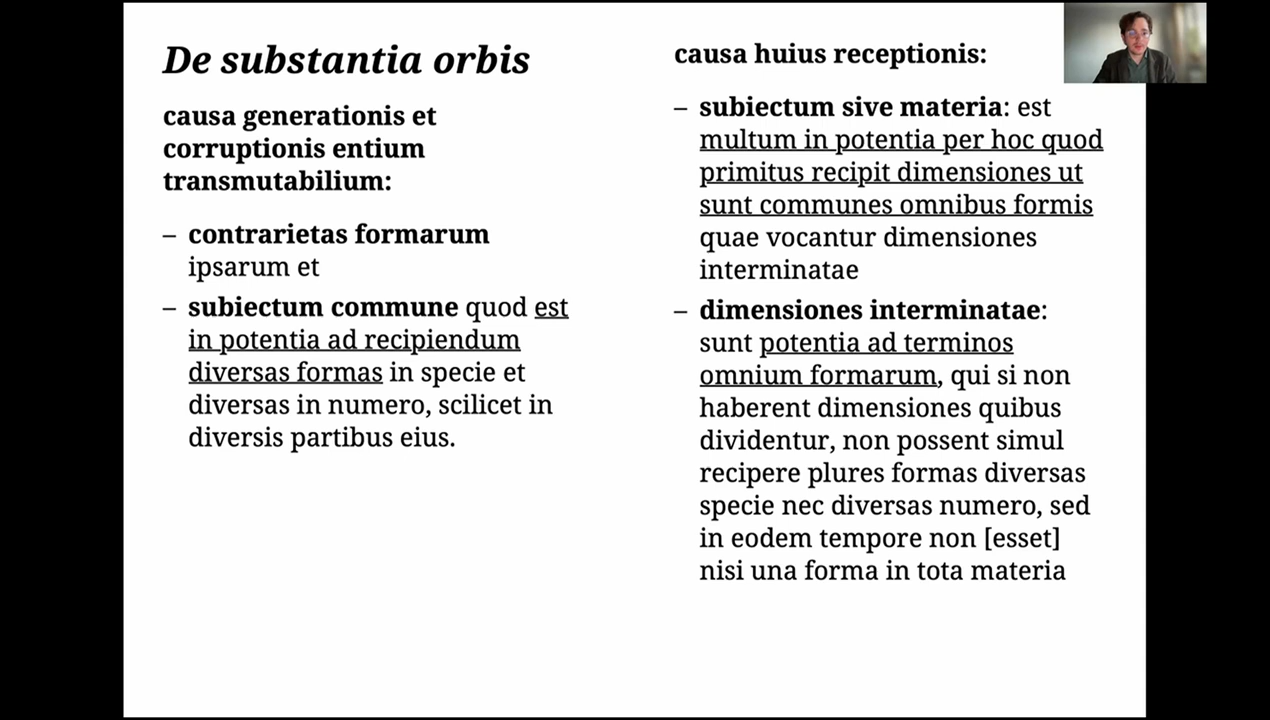 De substantia orbis
causa generationis et
corruptionis entium
transmutabilium:
– contrarietas formarum
ipsarum et
– subiectum commune quod est
in potentia ad recipiendum
diversas formas in specie et
diversas in numero, scilicet in
diversis partibus eius.
causa huius receptionis:
– subiectum sive materia: est
multum in potentia per hoc quod
primitus recipit dimensiones ut
sunt communes omnibus formis
quae vocantur dimensiones
interminatae
– dimensiones interminatae:
sunt potentia ad terminos
omnium formarum, qui si non
haberent dimensiones quibus
dividentur, non possent simul
recipere plures formas diversas
specie nec diversas numero, sed
in eodem tempore non [esset]
nisi una forma in tota materia